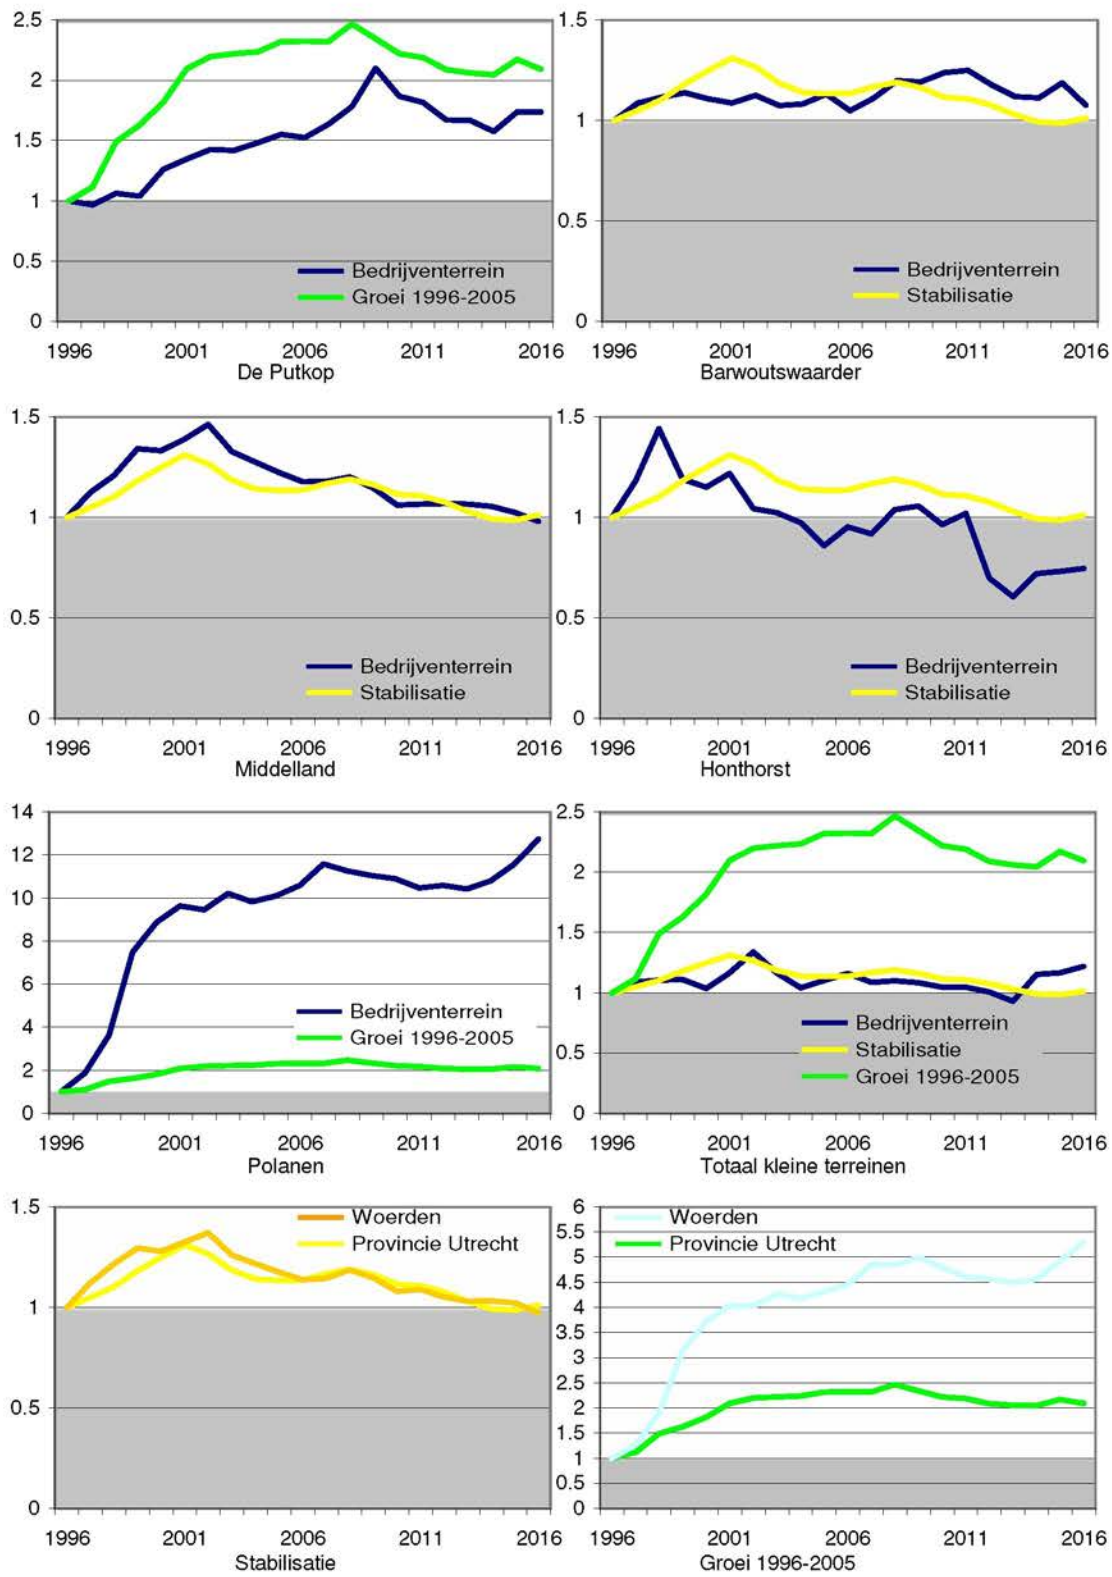 2.5
2
1.5
1
0.5
0
Bedrijventerrein
Groei 1996-2005
1996 2001 2006 2011 2016
De Putkop
1.5
1
0.5
0
Bedrijventerrein
Stabilisatie
1996 2001 2006 2011 2016
Barwoutswaarder
1.5
1
0.5
0
Bedrijventerrein
Stabilisatie
1996 2001 2006 2011 2016
Middelland
1.5
1
0.5
0
Bedrijventerrein
Stabilisatie
1996 2001 2006 2011 2016
Honthorst
14
12
10
8
6
4
2
0
Bedrijventerrein
Groei 1996-2005
1996 2001 2006 2011 2016
Polanen
2.5
2
1.5
1
0.5
0
Bedrijventerrein
Stabilisatie
Groei 1996-2005
1996 2001 2006 2011 2016
Totaal kleine terreinen
1.5
1
0.5
0
Woerden
Provincie Utrecht
1996 2001 2006 2011 2016
Stabilisatie
6
5.5
5
4.5
4
3.5
3
2.5
2
1.5
1
0.5
0
Woerden
Provincie Utrecht
1996 2001 2006 2011 2016
Groei 1996-2005